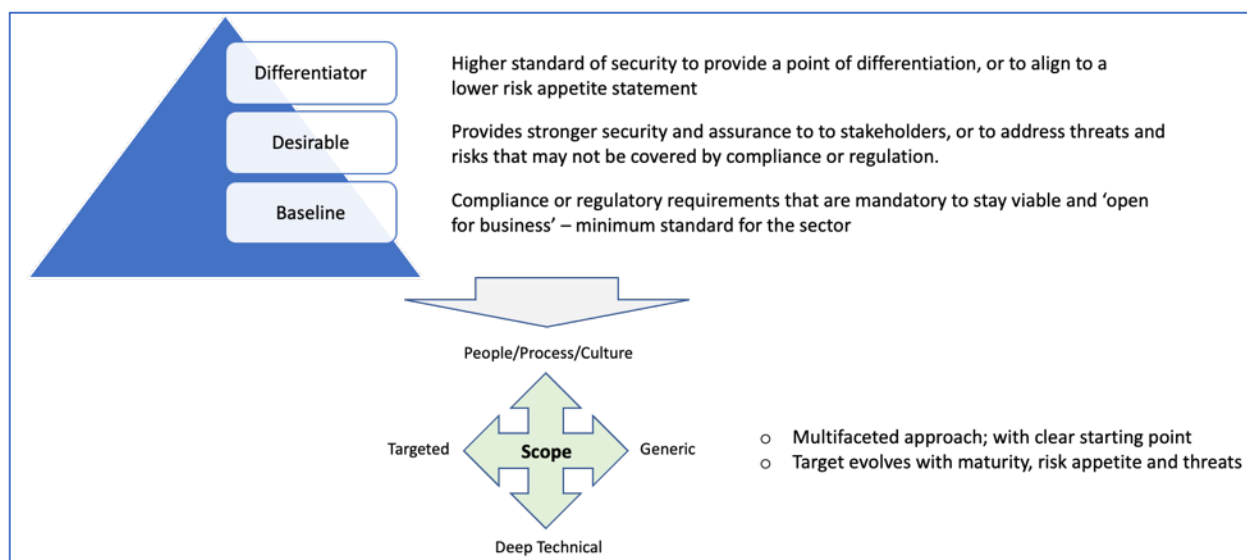 Differentiator
Higher standard of security to provide a point of differentiation, or to align to a
lower risk appetite statement
Desirable
Provides stronger security and assurance to to stakeholders, or to address threats and
risks that may not be covered by compliance or regulation.
Baseline
Compliance or regulatory requirements that are mandatory to stay viable and ‘open
for business’ – minimum standard for the sector
People/Process/Culture
Targeted
Scope
Generic
Deep Technical
o Multifaceted approach; with clear starting point
o Target evolves with maturity, risk appetite and threats